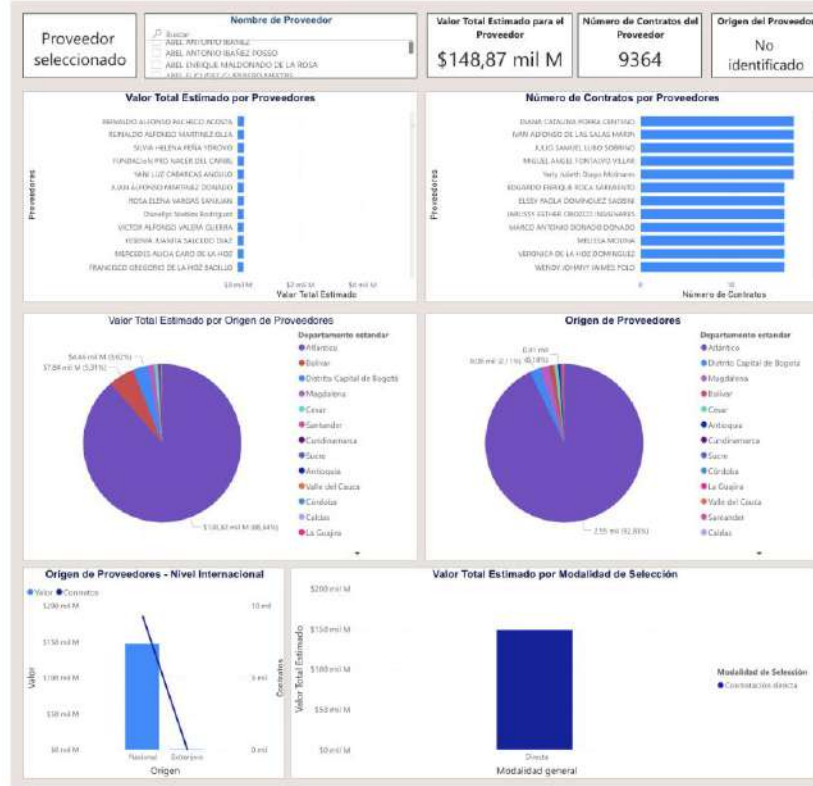 Proveedor
seleccionado
Nombre de Proveedor
Buscar
ABEL ANTONIO IBAÑEZ
ABEL ANTONIO IBAÑEZ POSSO
ABEL ENRIQUE MALDONADO DE LA ROSA
Valor Total Estimado para el
Proveedor
$148,87 mil M
Número de Contratos del
Proveedor
9364
Origen del Proveedor
No
identificado
Valor Total Estimado por Proveedores
Proveedores
REINALDO ALFONSO PACHECO ACOSTA
REINALDO ALFONSO MARTINEZ
SILVIA HELENA PEÑA
FUNDACION PRO NACER DEL CARIBE
YANI LUZ CABARCAS ANGULO
JUAN ALFONSO MARTINEZ DONADO
ROSA ELENA VARGAS SANJUAN
Rodriguez
VICTOR ALFONSO VALERA GUERRA
JUANITA SALCEDO DIAZ
MERCEDES ALICIA CARO DE LA HOZ
FRANCISCO GREGORIO DE LA HOZ BADILLO
$0 mil M
$2 mil M
$4 mil M
Valor Total Estimado
Número de Contratos por Proveedores
Proveedores
DIANA CATALINA PORRA CENTENO
IVAN ALFONSO DE LAS SALAS MARIN
JULIO SAMUEL LUGO SOBRINO
MIGUEL ANGEL FONTALVO VILLAR
Yorly Julieth Diago Molinares
EDUARDO ENRIQUE ROCA SARMIENTO
ELSSY PAOLA DOMINGUEZ
ESTHER OROZCO
MARCO ANTONIO DONADO DONADO
MELISSA MOLINA
VERONICA DE LA HOZ DOMINGUEZ
WENDY JOHANY JAIMES POLO
0
10
Número de Contratos
Valor Total Estimado por Origen de Proveedores
(5,31%)
Departamento estandar
Atlántico
Bolívar
Distrito Capital de Bogotá
Magdalena
Cesar
Santander
Cundinamarca
Sucre
Antioquia
Valle del Cauca
Córdoba
Caldas
La Guajira
Origen de Proveedores
Departamento estandar
Atlántico
Distrito Capital de Bogotá
Magdalena
Bolívar
Cesar
Antioquia
Cundinamarca
Sucre
Córdoba
La Guajira
Valle del Cauca
Santander
Caldas
Origen de Proveedores - Nivel Internacional
Valor Contratos
$200 mil M
$150 mil M
$100 mil M
$50 mil M
$0 mil M
Valor
10 mil
5 mil
0 mil
Contratos
Nacional
Extranjero
Origen
Valor Total Estimado por Modalidad de Selección
Valor Total Estimado
$200 mil M
$150 mil M
$100 mil M
$50 mil M
$0 mil M
Directa
Modalidad general
Modalidad de Selección
Contratación directa